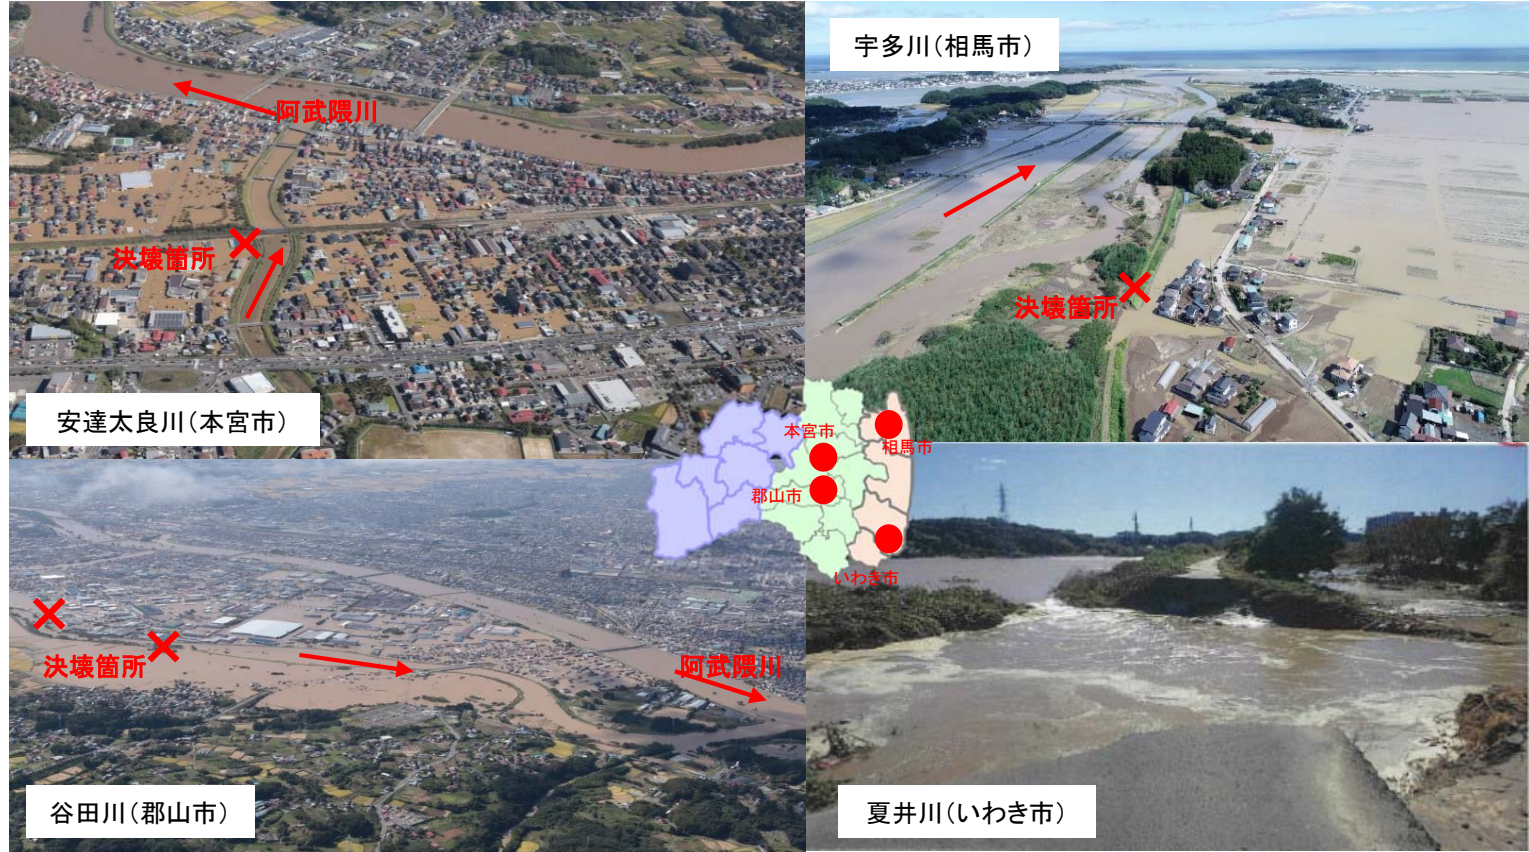 阿武隈川
決壊箇所
安達太良川(本宮市)
宇多川(相馬市)
決壊箇所
本宮市
相馬市
郡山市
いわき市
決壊箇所
阿武隈川
谷田川(郡山市)
夏井川(いわき市)